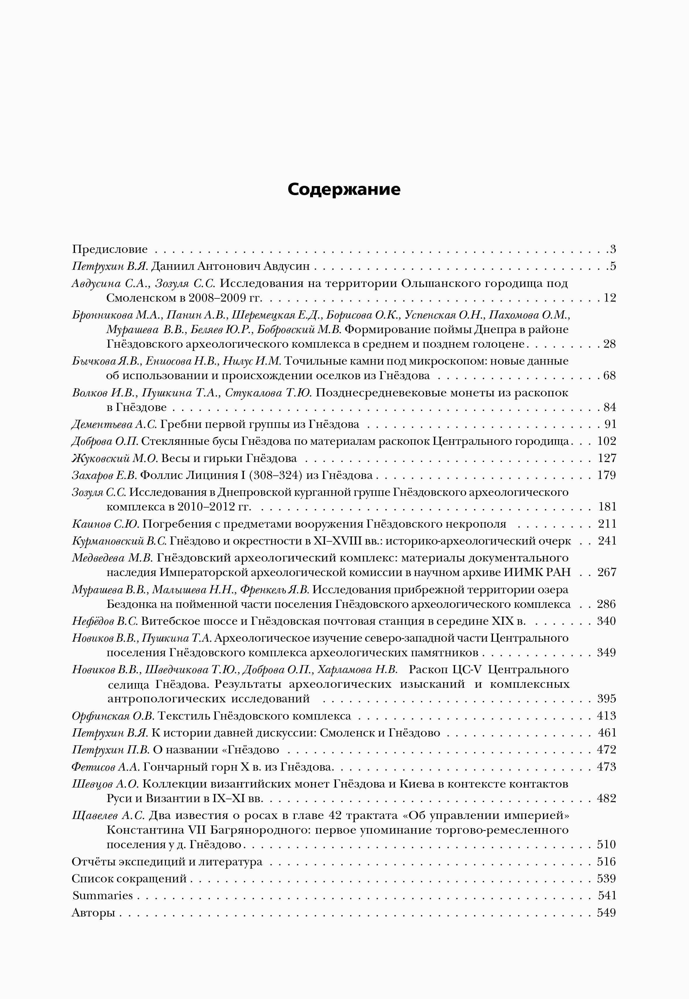 Содержание
Предисловие . . . . . . . . . . . . . . . . . . . . . . . . . . . . . . . . . . . . . . . . . . . . . . . . . . . .3
Петрухин В.Я. Даниил Антонович Авдусин . . . . . . . . . . . . . . . . . . . . . . . . . . . . . . . . . .5
Авдусина С.А., Зозуля С.С. Исследования на территории Ольшанского городища под
Смоленском в 2008–2009 гг. . . . . . . . . . . . . . . . . . . . . . . . . . . . . . . . . . . . . . . 12
Бронникова М.А., Панин А.В., Шеремецкая Е.Д., Борисова О.К., Успенская О.Н., Пахомова О.М.,
Мурашева В.В., Беляев Ю.Р., Бобровский М.В. Формирование поймы Днепра в районе
Гнёздовского археологического комплекса в среднем и позднем голоцене . . . . . . . . . 28
Бычкова Я.В., Ениосова Н.В., Нилус И.М. Точильные камни под микроскопом: новые данные
об использовании и происхождении оселков из Гнёздова . . . . . . . . . . . . . . . . . . . 68
Волков И.В., Пушкина Т.А., Стукалова Т.Ю. Позднесредневековые монеты из раскопок
в Гнёздове . . . . . . . . . . . . . . . . . . . . . . . . . . . . . . . . . . . . . . . . . . . . . . . . . 84
Дементьева А.С. Гребни первой группы из Гнёздова . . . . . . . . . . . . . . . . . . . . . . . . . . . 91
Доброва О.П. Стеклянные бусы Гнёздова по материалам раскопок Центрального городища . . . 102
Жуковский М.О. Весы и гирьки Гнёздова . . . . . . . . . . . . . . . . . . . . . . . . . . . . . . . . . 127
Захаров Е.В. Фоллис Лициния I (308–324) из Гнёздова . . . . . . . . . . . . . . . . . . . . . . . . . 179
Зозуля С.С. Исследования в Днепровской курганной группе Гнёздовского археологического
комплекса в 2010–2012 гг. . . . . . . . . . . . . . . . . . . . . . . . . . . . . . . . . . . . . . . 181
Каинов С.Ю. Погребения с предметами вооружения Гнёздовского некрополя . . . . . . . . . 211
Курмановский В.С. Гнёздово и окрестности в XI–XVIII вв.: историко-археологический очерк . . 241
Медведева М.В. Гнёздовский археологический комплекс: материалы документального
наследия Императорской археологической комиссии в научном архиве ИИМК РАН . . 267
Мурашева В.В., Малышева Н.Н., Френкель Я.В. Исследования прибрежной территории озера
Бездонка на пойменной части поселения Гнёздовского археологического комплекса . . 286
Нефёдов В.С. Витебское шоссе и Гнёздовская почтовая станция в середине XIX в. . . . . . . . 340
Новиков В.В., Пушкина Т.А. Археологическое изучение северо-западной части Центрального
поселения Гнёздовского комплекса археологических памятников . . . . . . . . . . . . . 349
Новиков В.В., Шведчикова Т.Ю., Доброва О.П., Харламова Н.В. Раскоп ЦС-V Центрального
селища Гнёздова. Результаты археологических изысканий и комплексных
антропологических исследований . . . . . . . . . . . . . . . . . . . . . . . . . . . . . . . 395
Орфинская О.В. Текстиль Гнёздовского комплекса . . . . . . . . . . . . . . . . . . . . . . . . . . . 413
Петрухин В.Я. К истории давней дискуссии: Смоленск и Гнёздово . . . . . . . . . . . . . . . . . 461
Петрухин П.В. О названии «Гнёздово . . . . . . . . . . . . . . . . . . . . . . . . . . . . . . . . . . . 472
Фетисов А.А. Гончарный горн X в. из Гнёздова. . . . . . . . . . . . . . . . . . . . . . . . . . . . . . 473
Шевцов А.О. Коллекции византийских монет Гнёздова и Киева в контексте контактов
Руси и Византии в IX–XI вв. . . . . . . . . . . . . . . . . . . . . . . . . . . . . . . . . . . . . . 482
Щавелев А.С. Два известия о росах в главе 42 трактата «Об управлении империей»
Константина VII Багрянородного: первое упоминание торгово-ремесленного
поселения у д. Гнёздово . . . . . . . . . . . . . . . . . . . . . . . . . . . . . . . . . . . . . . . . 510
Отчёты экспедиций и литература . . . . . . . . . . . . . . . . . . . . . . . . . . . . . . . . . . . . . 516
Список сокращений . . . . . . . . . . . . . . . . . . . . . . . . . . . . . . . . . . . . . . . . . . . . . . 539
Summaries . . . . . . . . . . . . . . . . . . . . . . . . . . . . . . . . . . . . . . . . . . . . . . . . . . . . 541
Авторы . . . . . . . . . . . . . . . . . . . . . . . . . . . . . . . . . . . . . . . . . . . . . . . . . . . . . . 549